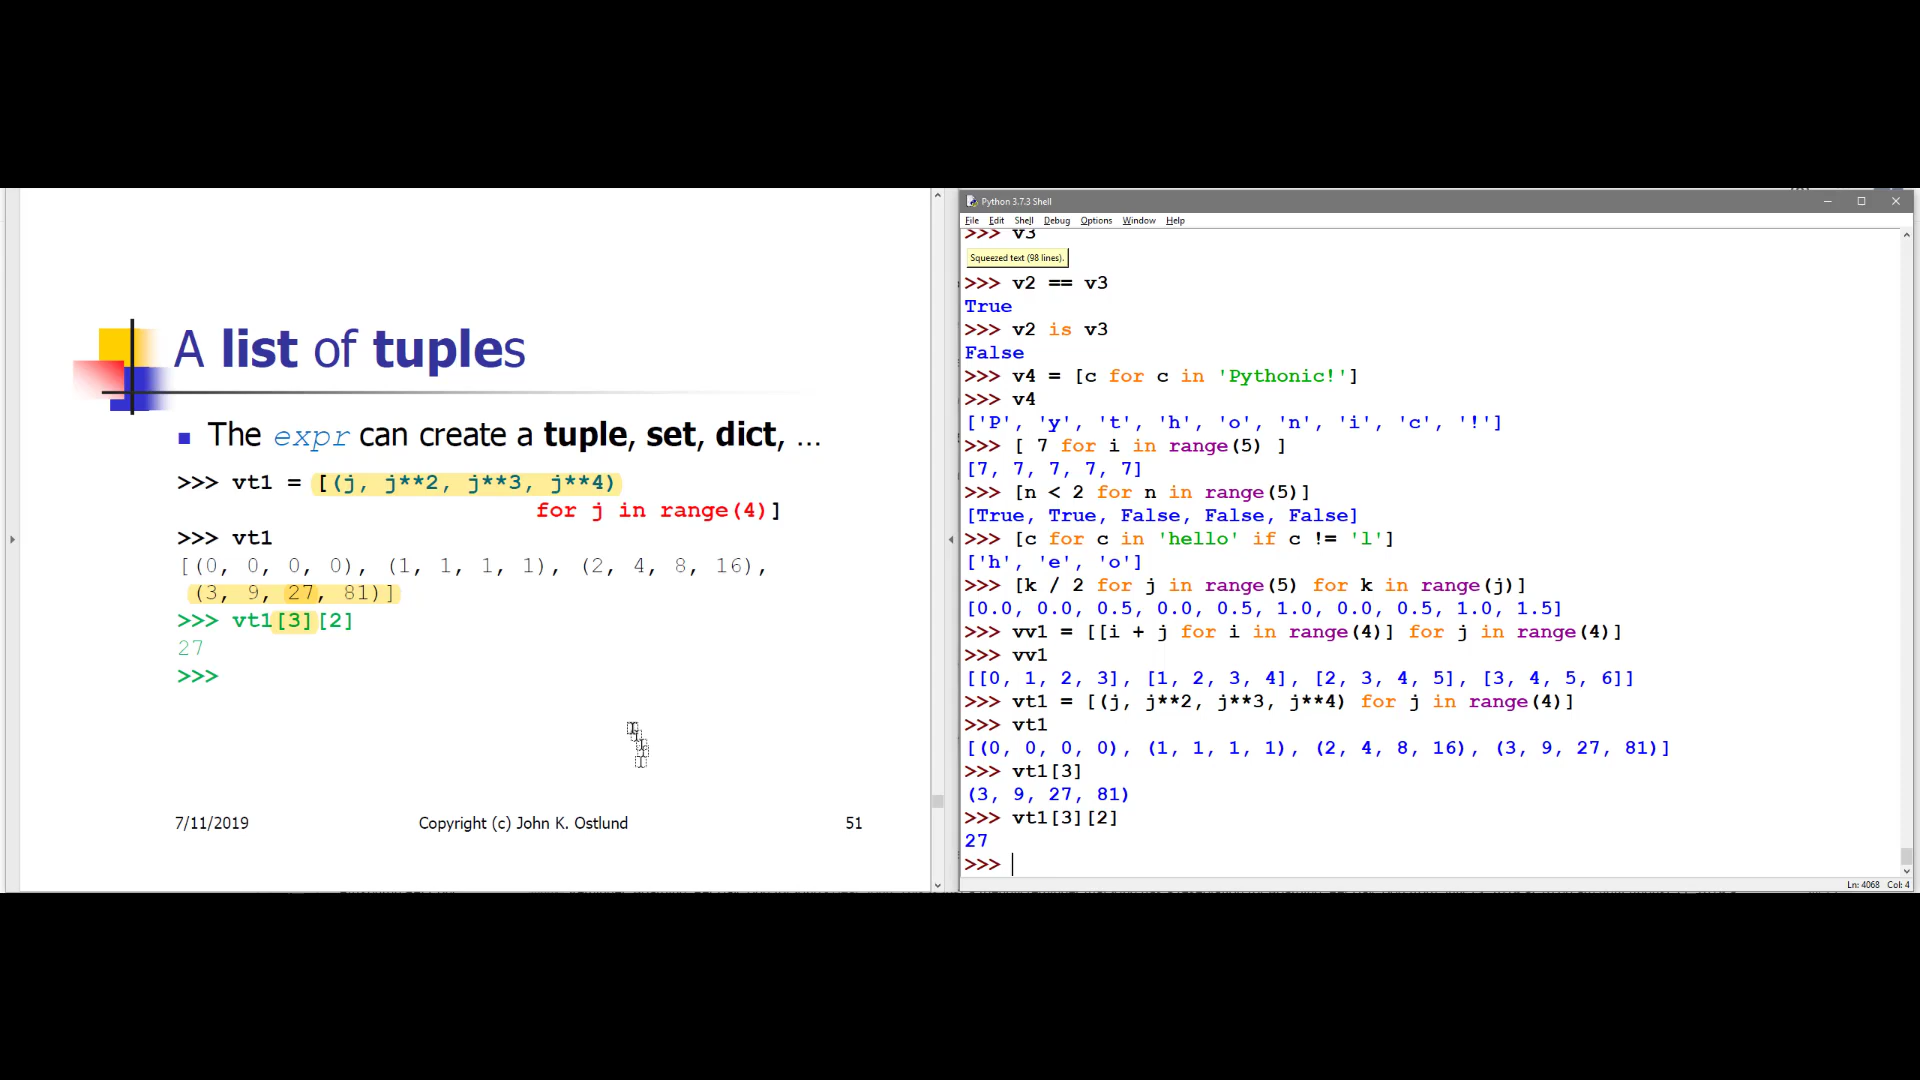 A list of tuples
The expr can create a tuple, set, dict, ...
>>> vt1 = [(j, j**2, j**3, j**4)
for j in range(4)]
>>> vt1
[(0, 0, 0, 0), (1, 1, 1, 1), (2, 4, 8, 16),
(3, 9, 27, 81)]
>>> vt1[3][2]
27
>>>
7/11/2019
Copyright (c) John K. Ostlund
51
Python 3.7.3 Shell
File Edit Shell Debug Options Window Help
>>> v3
Squeezed text (98 lines).
>>> v2 == v3
True
>>> v2 is v3
False
>>> v4 = [c for c in 'Pythonic!']
>>> v4
['P', 'y', 't', 'h', 'o', 'n', 'i', 'c', '!']
>>> [ 7 for i in range(5) ]
[7, 7, 7, 7, 7]
>>> [n < 2 for n in range(5)]
[True, True, False, False, False]
>>> [c for c in 'hello' if c != 'l']
['h', 'e', 'o']
>>> [k / 2 for j in range(5) for k in range(j)]
[0.0, 0.0, 0.5, 0.0, 0.5, 1.0, 0.0, 0.5, 1.0, 1.5]
>>> vv1 = [[i + j for i in range(4)] for j in range(4)]
>>> vv1
[[0, 1, 2, 3], [1, 2, 3, 4], [2, 3, 4, 5], [3, 4, 5, 6]]
>>> vt1 = [(j, j**2, j**3, j**4) for j in range(4)]
>>> vt1
[(0, 0, 0, 0), (1, 1, 1, 1), (2, 4, 8, 16), (3, 9, 27, 81)]
>>> vt1[3]
(3, 9, 27, 81)
>>> vt1[3][2]
27
>>>
Ln: 4068 Col: 4